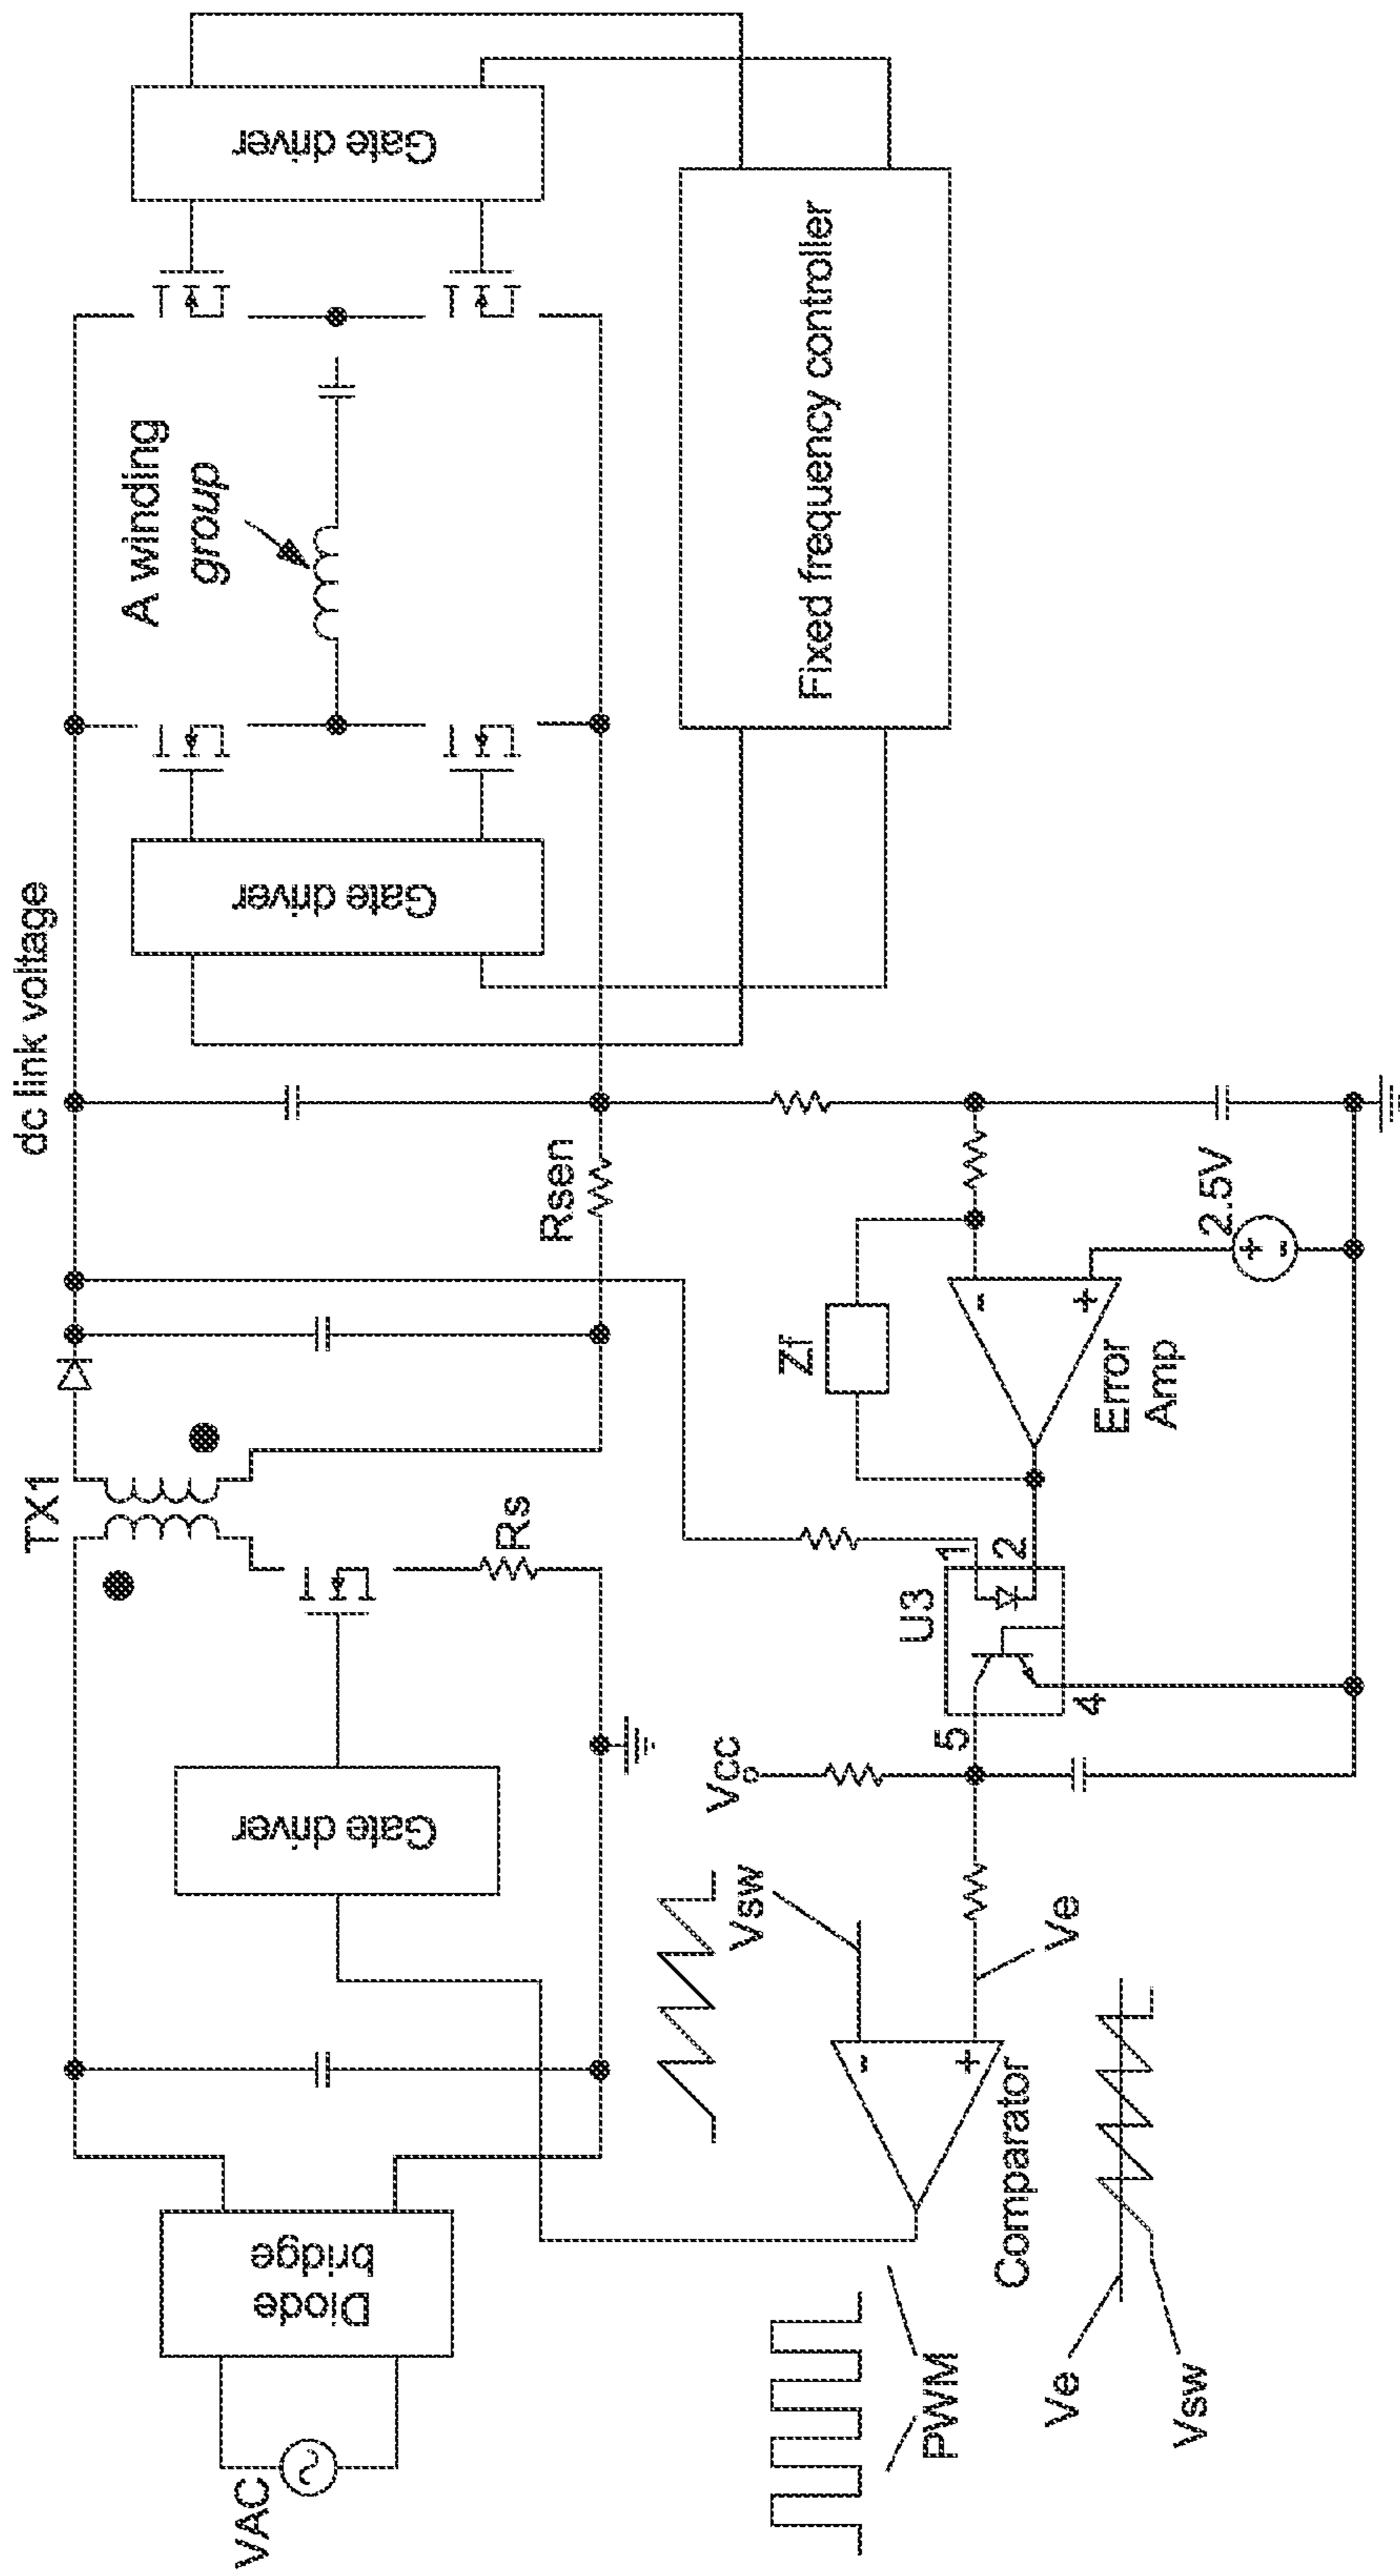 VAC
Diode
bridge
Gate driver
TX1
Rs
dc link voltage
Rsen
Gate driver
A winding
group
Gate driver
Fixed frequency controller
PWM
Comparator
-
+
Vsw
Ve
Ve
Vsw
Vcc
U3
5
4
1
2
Zf
-
+
Error
Amp
2.5V
+
-